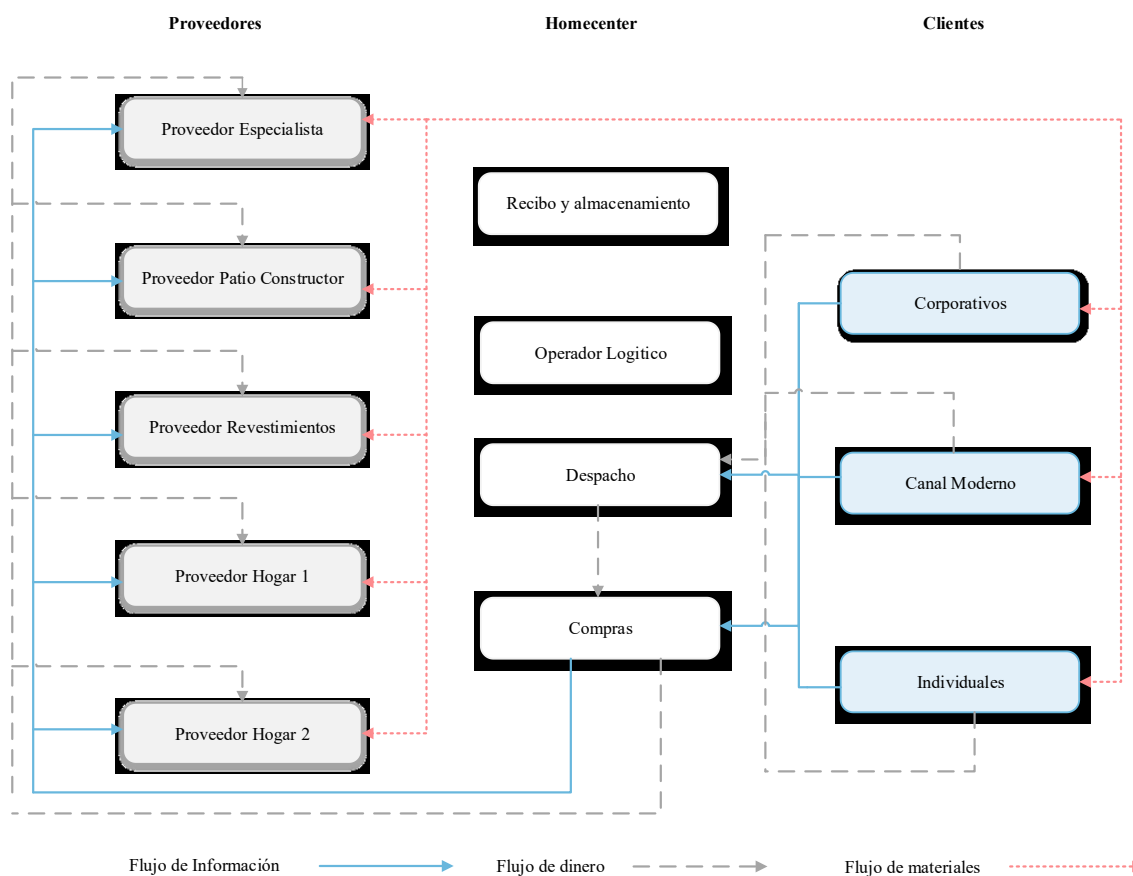 Proveedores
Homecenter
Clientes
Proveedor Especialista
Recibo y almacenamiento
Proveedor Patio Constructor
Corporativos
Operador Logitico
Proveedor Revestimientos
Despacho
Canal Moderno
Proveedor Hogar 1
Compras
Individuales
Proveedor Hogar 2
Flujo de Información
Flujo de dinero
Flujo de materiales